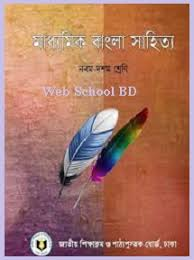 মাধ্যমিক বাংলা সাহিত্য
নবম-দশম শ্রেণি
Web School BD
জাতীয় শিক্ষাক্রম ও পাঠ্যপুস্তক বোর্ড, ঢাকা